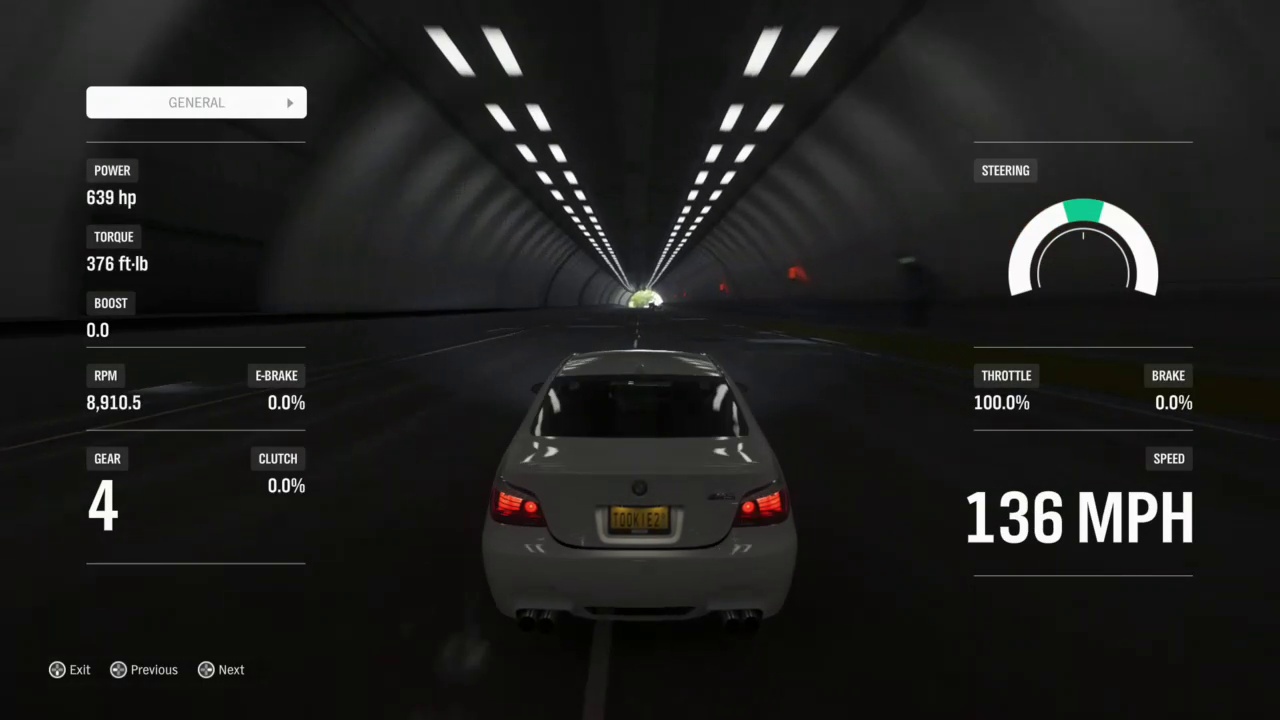 GENERAL
POWER
639 hp
TORQUE
376 ft·lb
BOOST
0.0
RPM
E-BRAKE
8,910.5
0.0%
GEAR
CLUTCH
4
0.0%
STEERING
THROTTLE
BRAKE
100.0%
0.0%
SPEED
136 MPH
TOOKIE2
Exit
Previous
Next